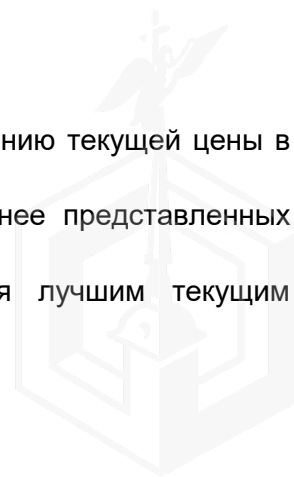 нию текущей цены в
нее представленных
я лучшим текущим